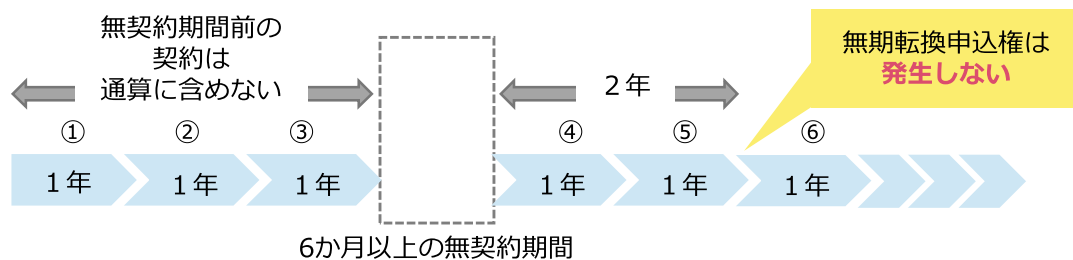 無契約期間前の
契約は
通算に含めない
2年
無期転換申込権は
発生しない
①
②
③
④
⑤
⑥
1年
1年
1年
1年
1年
1年
6か月以上の無契約期間